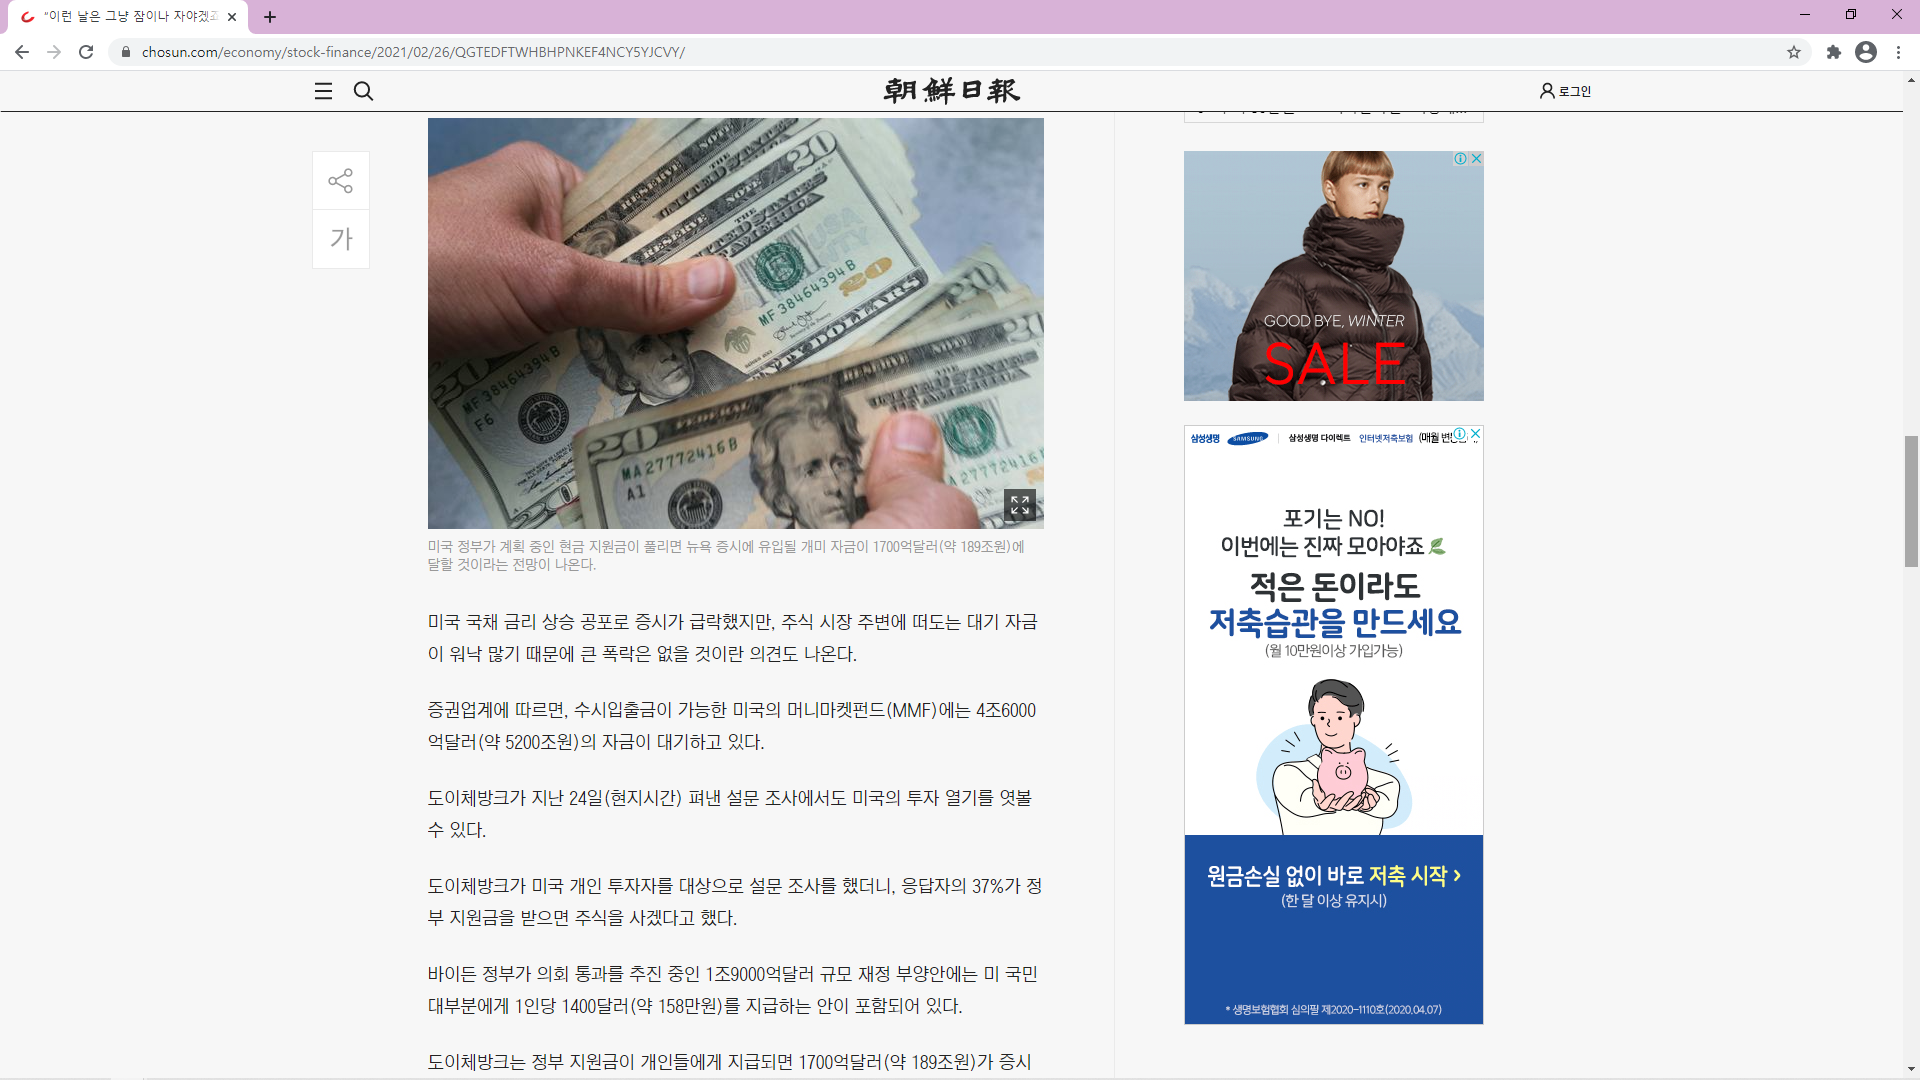 "이런 날은 그냥 잠이나 자야겠죠
chosun.com/economy/stock-finance/2021/02/26/QGTEDFTWHBHPNKEF4NCY5YJCVY/
朝鮮日報
로그인
가
20
MF 38464394 B
20
DOLLARS
20
MF 38464394 B
F6
MA 27772416 B
A1
20
미국 정부가 계획 중인 현금 지원금이 풀리면 뉴욕 증시에 유입될 개미 자금이 1700억달러(약 189조원)에
달할 것이라는 전망이 나온다.
미국 국채 금리 상승 공포로 증시가 급락했지만, 주식 시장 주변에 떠도는 대기 자금
이 워낙 많기 때문에 큰 폭락은 없을 것이란 의견도 나온다.
증권업계에 따르면, 수시입출금이 가능한 미국의 머니마켓펀드(MMF)에는 4조6000
억달러(약 5200조원)의 자금이 대기하고 있다.
도이체방크가 지난 24일(현지시간) 펴낸 설문 조사에서도 미국의 투자 열기를 엿볼
수 있다.
도이체방크가 미국 개인 투자자를 대상으로 설문 조사를 했더니, 응답자의 37%가 정
부 지원금을 받으면 주식을 사겠다고 했다.
바이든 정부가 의회 통과를 추진 중인 1조9000억달러 규모 재정 부양안에는 미 국민
대부분에게 1인당 1400달러(약 158만원)를 지급하는 안이 포함되어 있다.
도이체방크는 정부 지원금이 개인들에게 지급되면 1700억달러(약 189조원)가 증시
GOOD BYE, WINTER
SALE
삼성생명 SAMSUNG 삼성생명 다이렉트 인터넷저축보험 (매월
포기는 NO!
이번에는 진짜 모아야죠
적은 돈이라도
저축습관을 만드세요
(월 10만원이상 가입가능)
원금손실 없이 바로 저축 시작 >
(한 달 이상 유지시)
* 생명보험협회 심의필 제2020-1110호(2020.04.07)